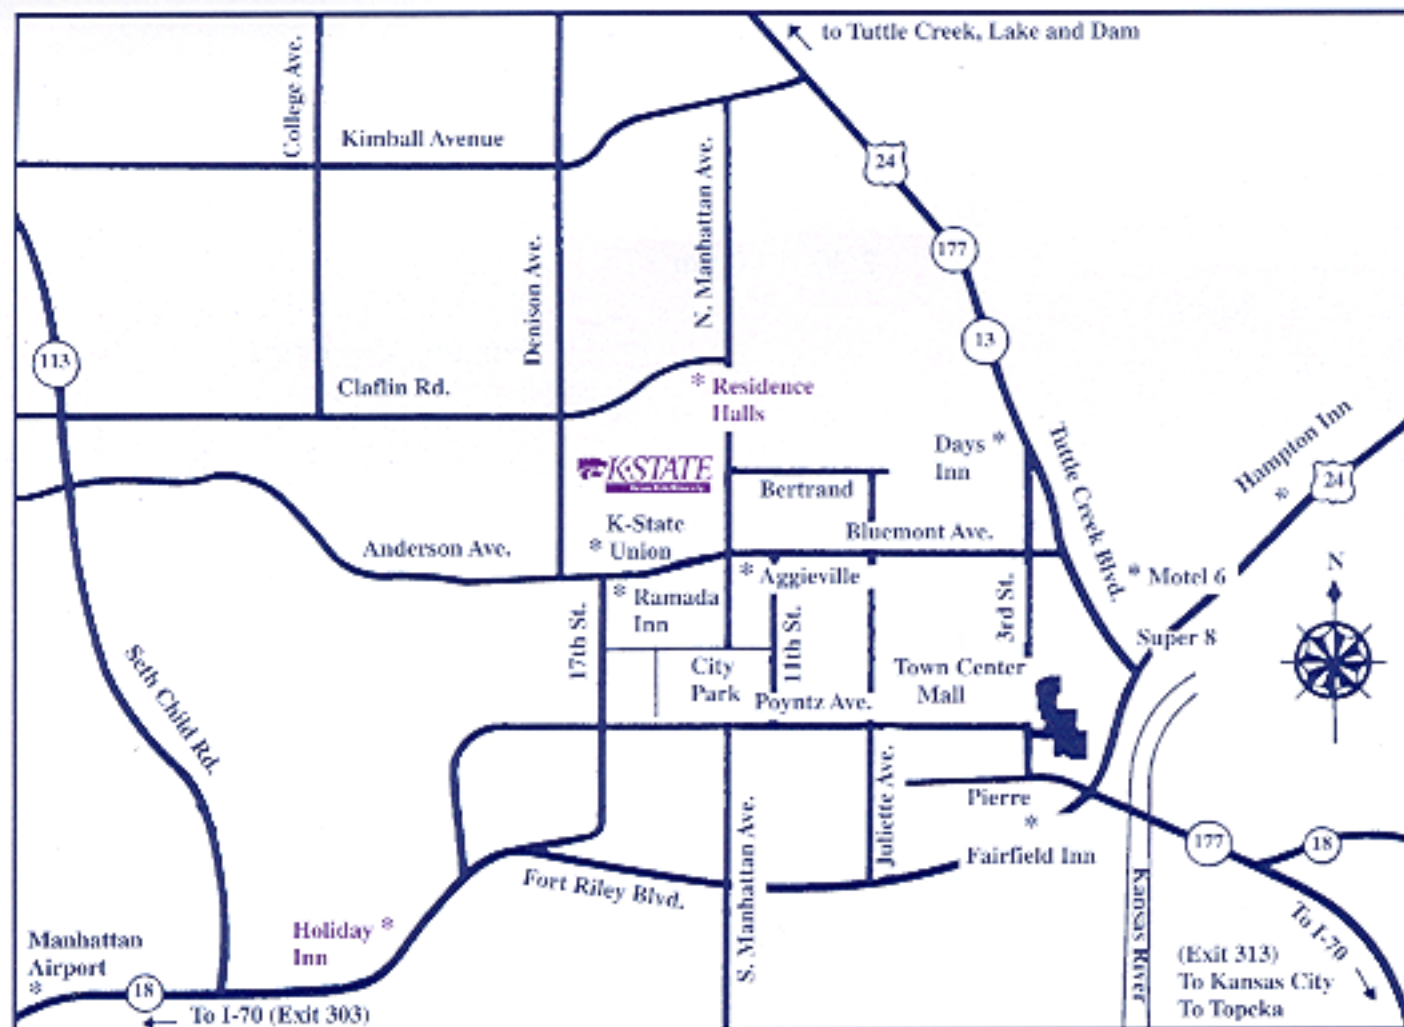 to Tuttle Creek, Lake and Dam
College Ave.
Kimball Avenue
24
N. Manhattan Ave.
177
Denison Ave.
13
113
Claflin Rd.
* Residence
Halls
Days *
Inn
Tuttle Creek Blvd.
Hampton Inn
*
24
K-STATE
Bertrand
K-State
* Union
Bluemont Ave.
Anderson Ave.
N
* Aggieville
* Motel 6
* Ramada
Inn
17th St.
11th St.
3rd St.
Super 8
City
Park
Town Center
Mall
Poyntz Ave.
Seth Child Rd.
Pierre
*
Fairfield Inn
Juliette Ave.
S. Manhattan Ave.
177
18
Fort Riley Blvd.
Kansas River
To I-70
Holiday *
Inn
Manhattan
Airport
*
18
To I-70 (Exit 303)
(Exit 313)
To Kansas City
To Topeka